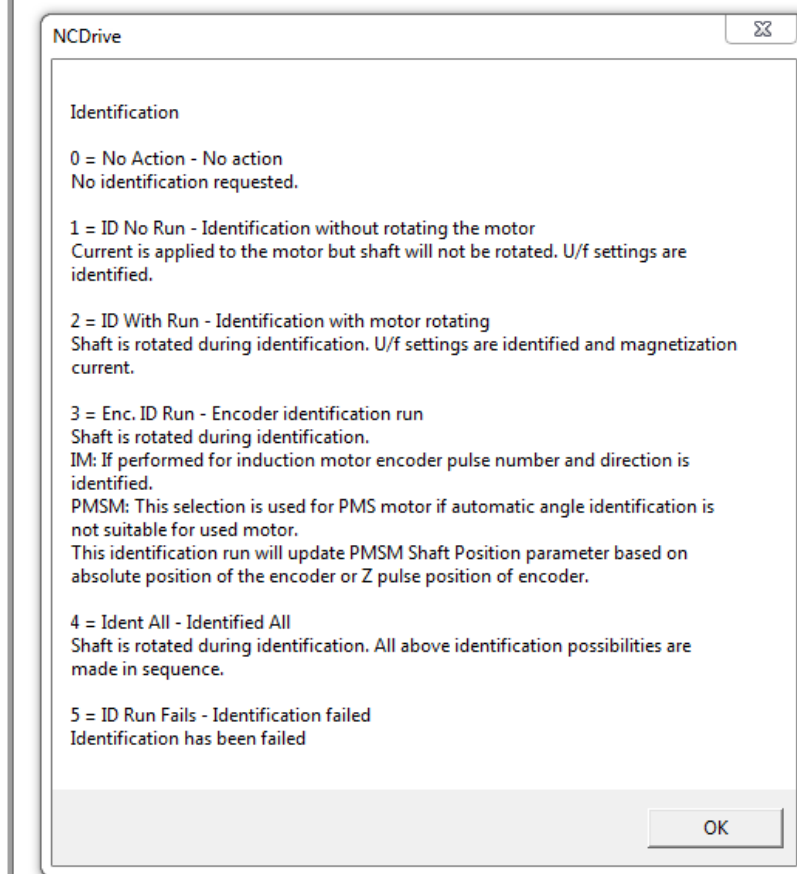 NCDrive
Identification
0 = No Action - No action
No identification requested.
1 = ID No Run - Identification without rotating the motor
Current is applied to the motor but shaft will not be rotated. U/f settings are
identified.
2 = ID With Run - Identification with motor rotating
Shaft is rotated during identification. U/f settings are identified and magnetization
current.
3 = Enc. ID Run - Encoder identification run
Shaft is rotated during identification.
IM: If performed for induction motor encoder pulse number and direction is
identified.
PMSM: This selection is used for PMS motor if automatic angle identification is
not suitable for used motor.
This identification run will update PMSM Shaft Position parameter based on
absolute position of the encoder or Z pulse position of encoder.
4 = Ident All - Identified All
Shaft is rotated during identification. All above identification possibilities are
made in sequence.
5 = ID Run Fails - Identification failed
Identification has been failed
OK